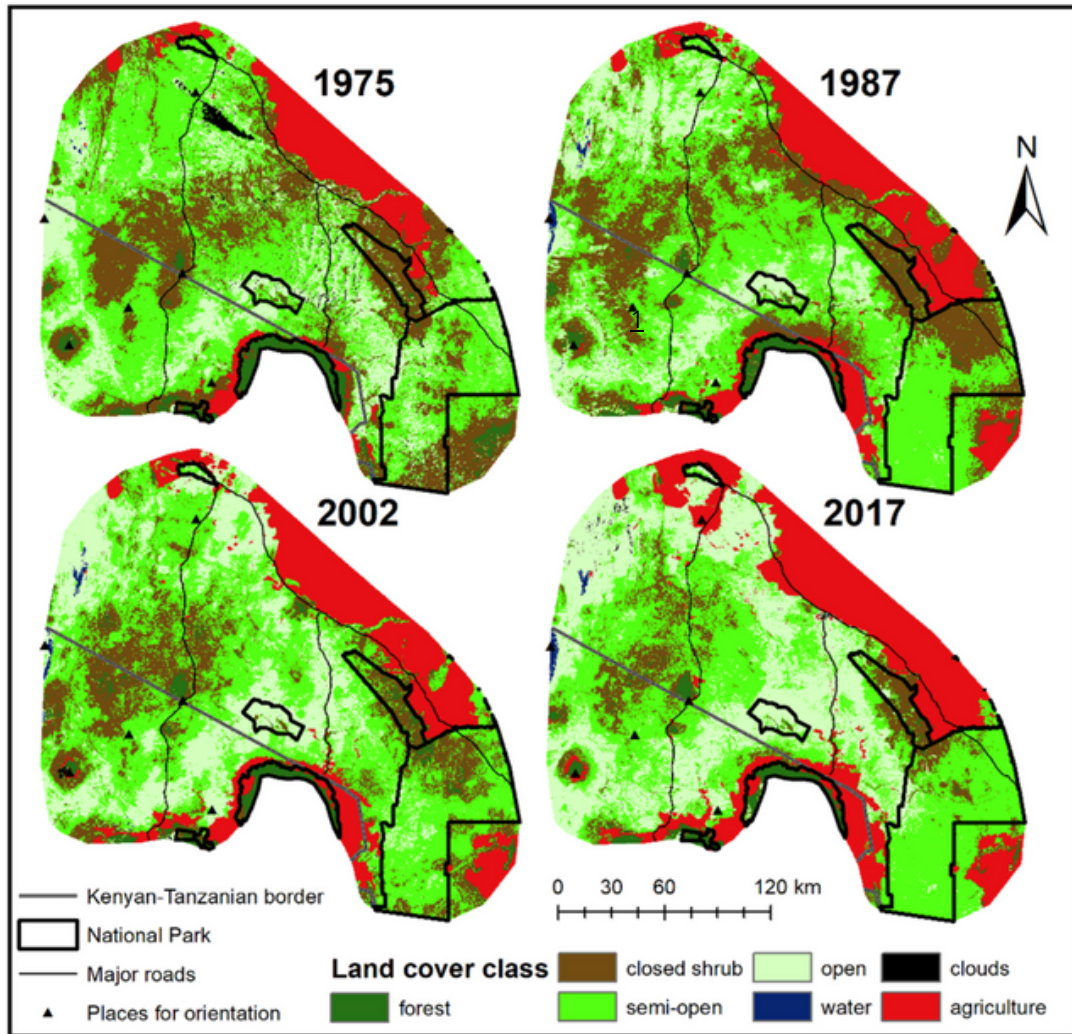 1975
1987
N
1
2002
2017
0 30 60 120 km
Kenyan-Tanzanian border
National Park
Major roads
Places for orientation
Land cover class
forest
closed shrub
semi-open
open
water
clouds
agriculture